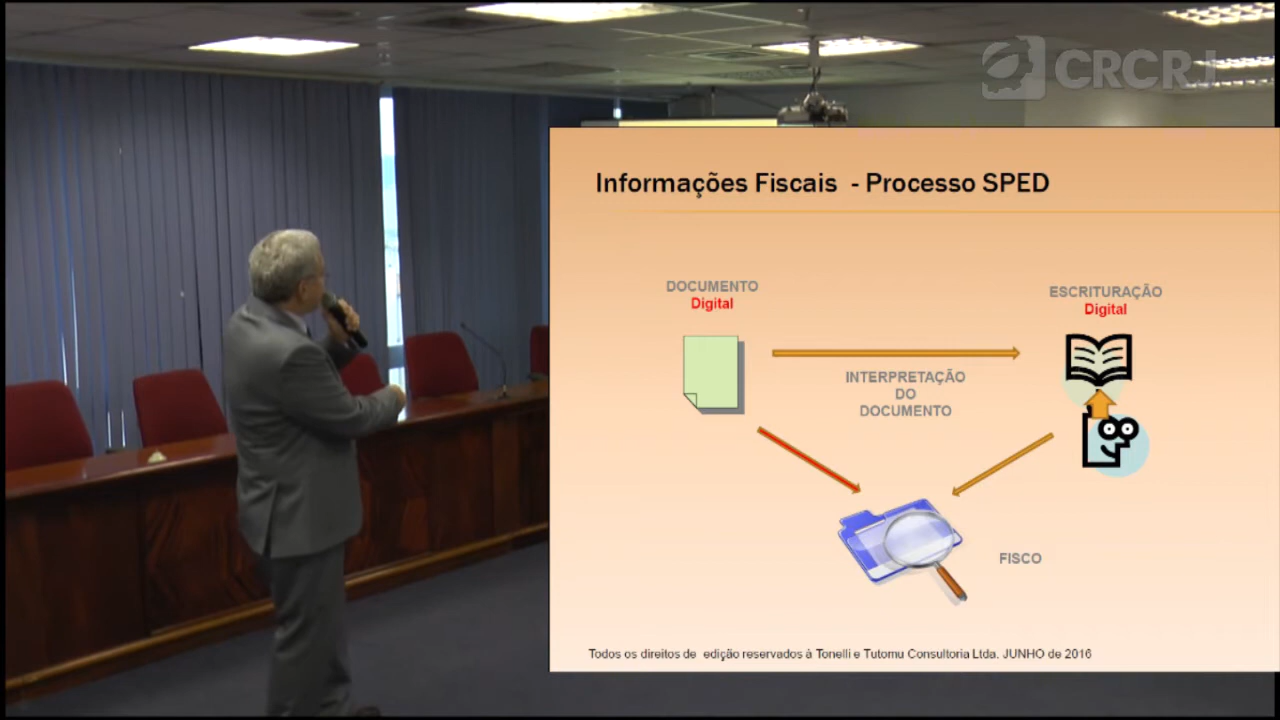 CRCRJ
Informações Fiscais - Processo SPED
DOCUMENTO
Digital
ESCRITURAÇÃO
Digital
INTERPRETAÇÃO
DO
DOCUMENTO
FISCO
Todos os direitos de edição reservados à Tonelli e Tutomu Consultoria Ltda. JUNHO de 2016